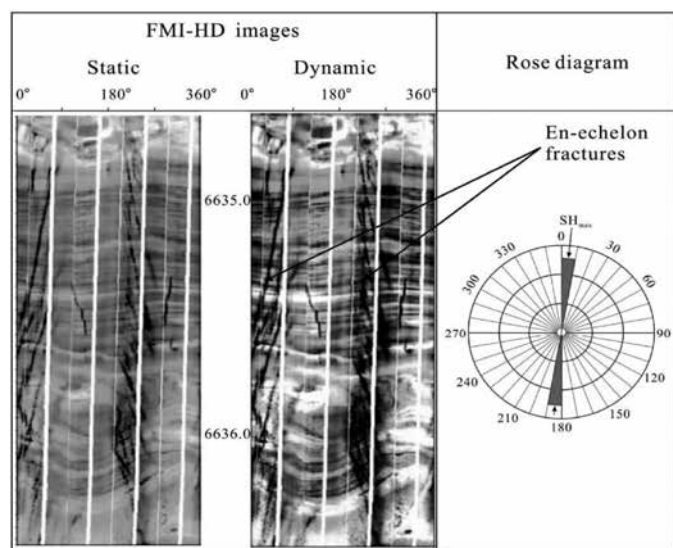 FMI-HD images
Static Dynamic
0° 180° 360° 0° 180° 360°
Rose diagram
En-echelon
fractures
6635.0
6636.0
SHmax
0
330 30
300 60
270 90
240 120
210 150
180